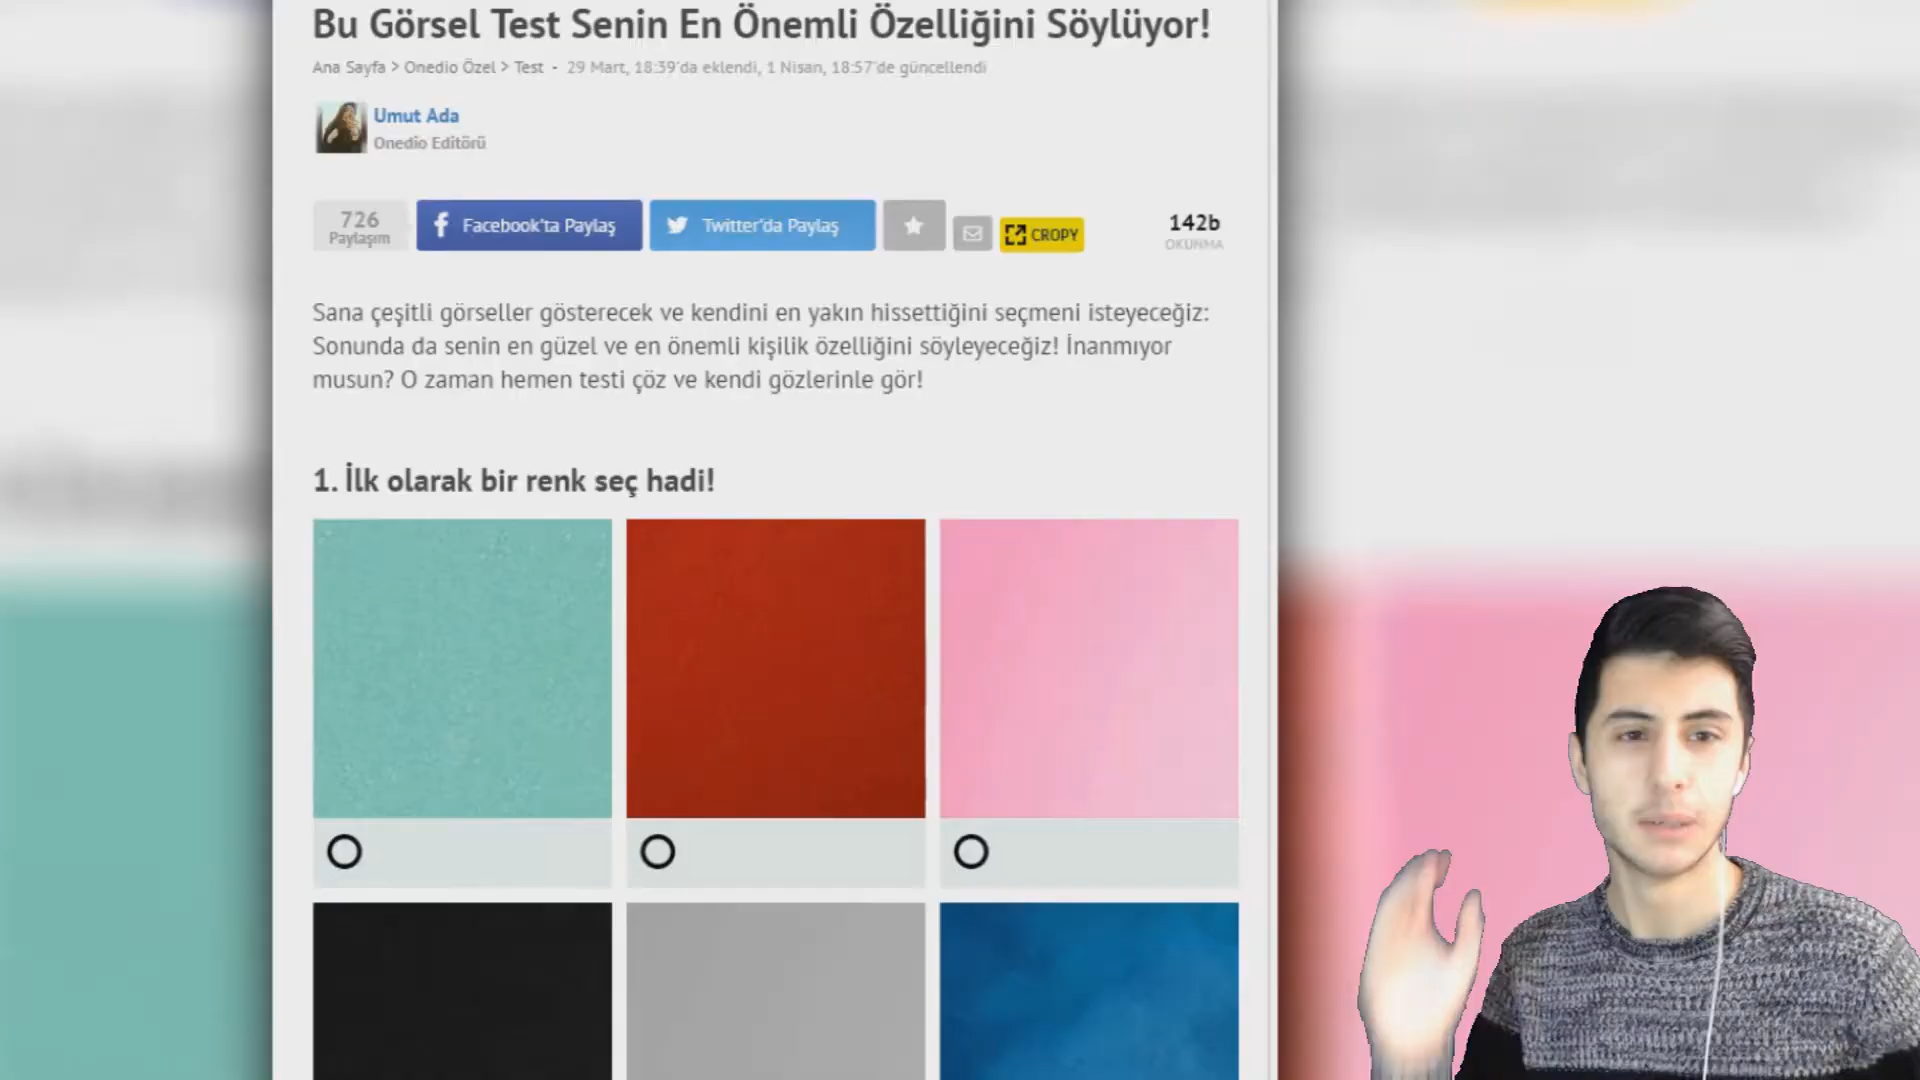 Bu Görsel Test Senin En Önemli Özelliğini Söylüyor!
Ana Sayfa > Onedio Özel > Test - 29 Mart, 18:39'da eklendi, 1 Nisan, 18:57'de güncellendi
Umut Ada
Onedio Editörü
726
Paylaşım
Facebook'ta Paylaş
Twitter'da Paylaş
CROPY
142b
OKUNMA
Sana çeşitli görseller gösterecek ve kendini en yakın hissettiğini seçmeni isteyeceğiz:
Sonunda da senin en güzel ve en önemli kişilik özelliğini söyleyeceğiz! İnanmıyor
musun? O zaman hemen testi çöz ve kendi gözlerinle gör!
1. İlk olarak bir renk seç hadi!